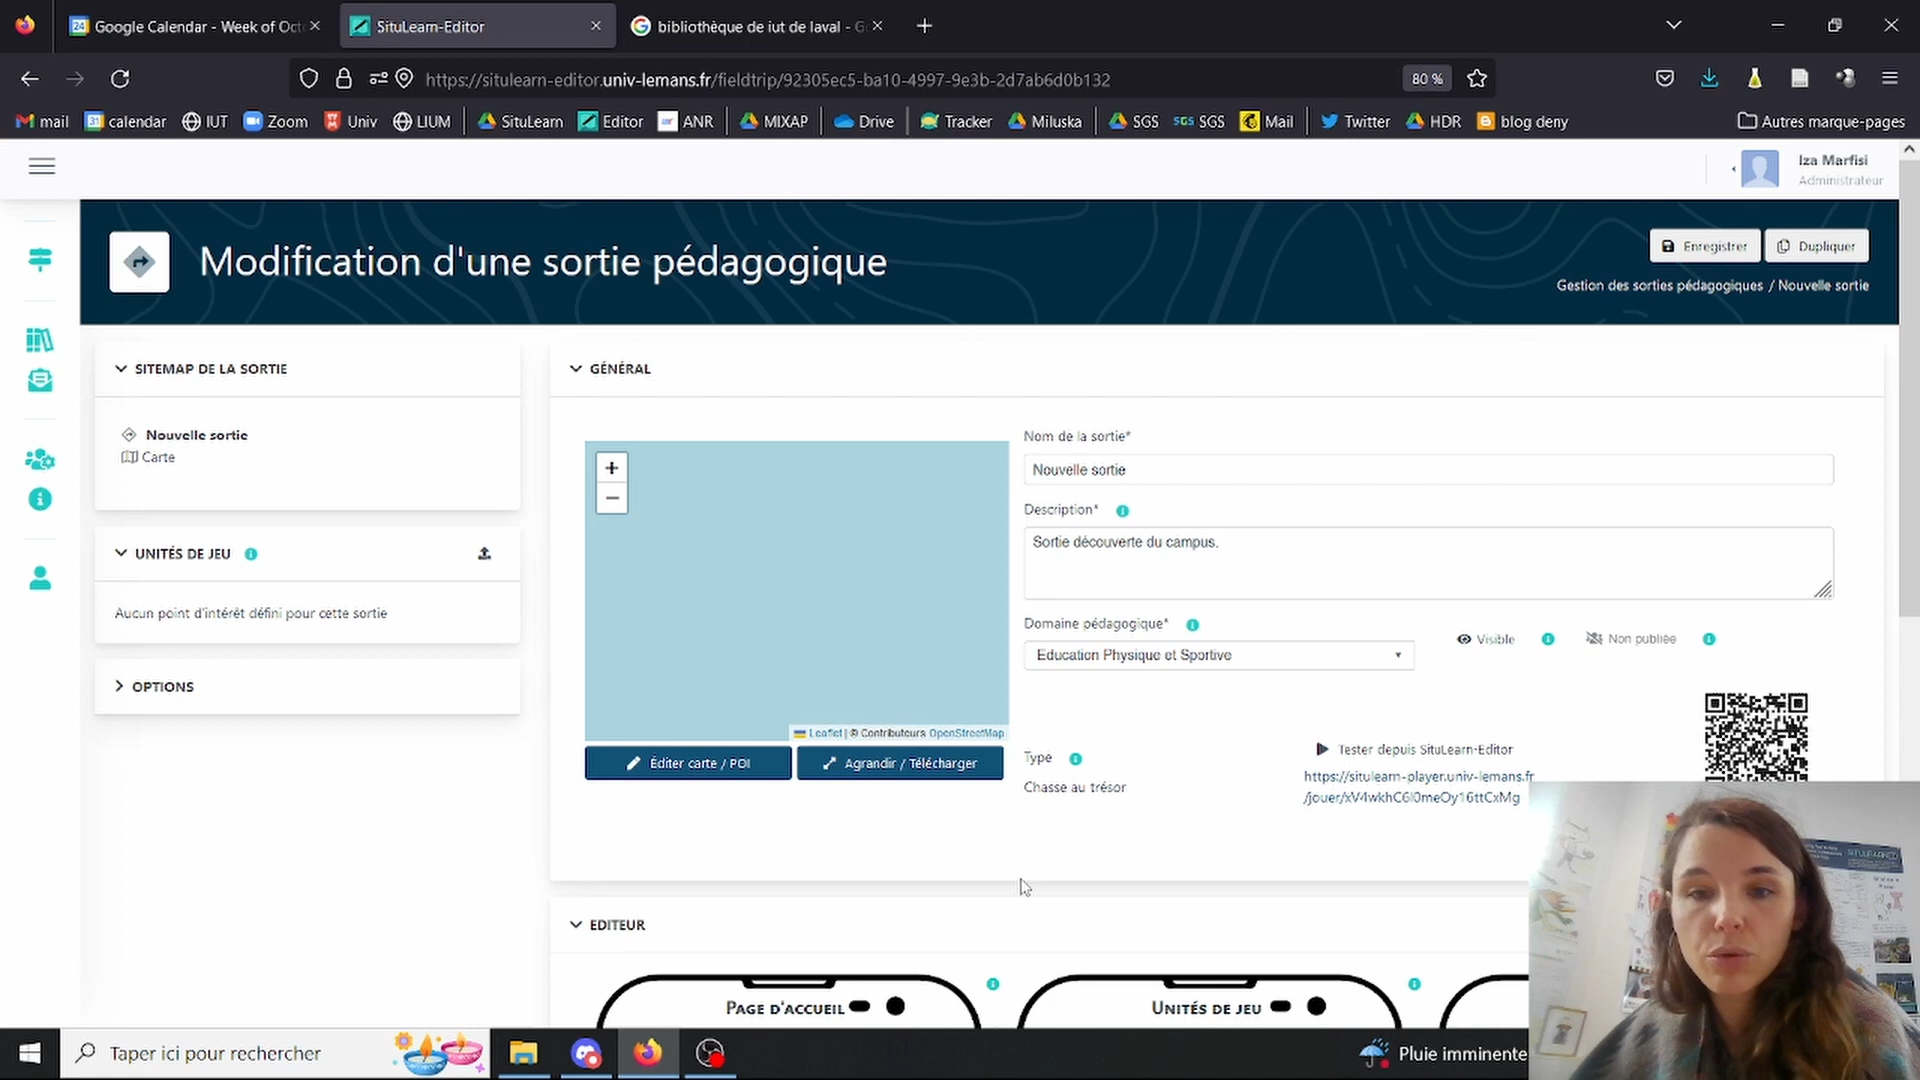 Google Calendar - Week of Oct
SituLearn-Editor
bibliothèque de iut de laval - G
https://situlearn-editor.univ-lemans.fr/fieldtrip/92305ec5-ba10-4997-9e3b-2d7ab6d0b132
80 %
mail
calendar
IUT
Zoom
Univ
LIUM
SituLearn
Editor
ANR
MIXAP
Drive
Tracker
Miluska
SGS
SGS SGS
Mail
Twitter
HDR
blog deny
Autres marque-pages
Iza Marfisi
Administrateur
Modification d'une sortie pédagogique
Enregistrer
Dupliquer
Gestion des sorties pédagogiques / Nouvelle sortie
SITEMAP DE LA SORTIE
Nouvelle sortie
Carte
UNITÉS DE JEU
Aucun point d'intérêt défini pour cette sortie
OPTIONS
GÉNÉRAL
+
−
Leaflet | © Contributeurs OpenStreetMap
Éditer carte / POI
Agrandir / Télécharger
Nom de la sortie*
Nouvelle sortie
Description*
Sortie découverte du campus.
Domaine pédagogique*
Education Physique et Sportive
Visible
Non publiée
Type
Chasse au trésor
Tester depuis SituLearn-Editor
https://situlearn-player.univ-lemans.fr
/jouer/xV4wkhC6I0meOy16ttCxMg
EDITEUR
PAGE D'ACCUEIL
UNITÉS DE JEU
Taper ici pour rechercher
Pluie imminente